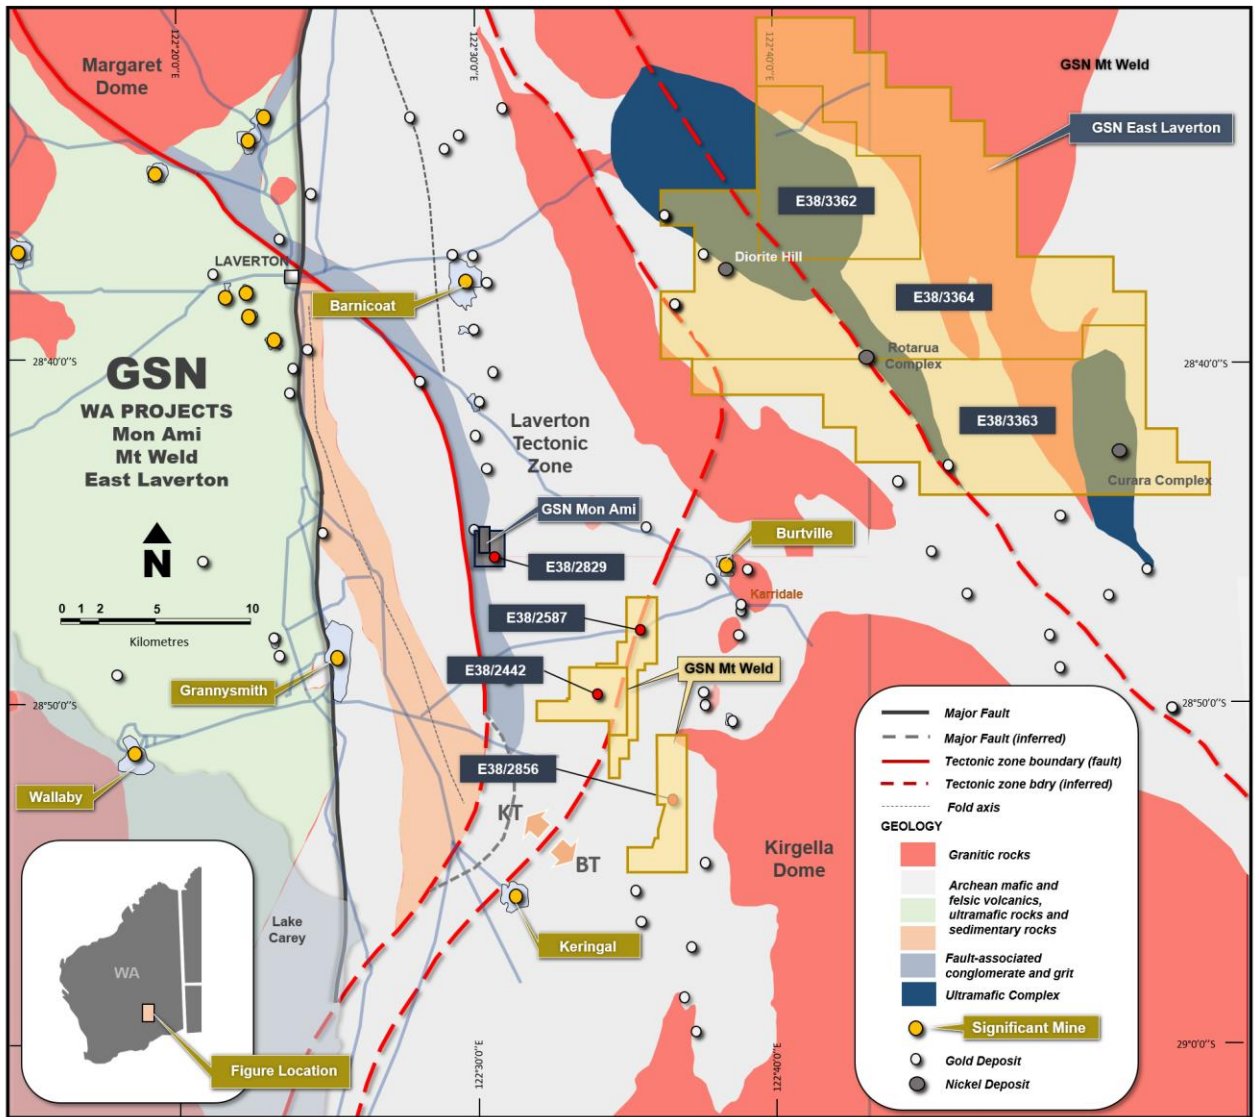 122°20'0"E
122°30'0"E
122°40'0"E
Margaret
Dome
GSN Mt Weld
GSN East Laverton
E38/3362
LAVERTON
Diorite Hill
Barnicoat
E38/3364
28°40'0"S
28°40'0"S
Rotarua
Complex
GSN
WA PROJECTS
Mon Ami
Mt Weld
East Laverton
Laverton
Tectonic
Zone
E38/3363
Curara Complex
GSN Mon Ami
N
Burtville
E38/2829
Karridale
0 1 2 5 10
Kilometres
E38/2587
E38/2442
GSN Mt Weld
Grannysmith
28°50'0"S
28°50'0"S
E38/2856
Wallaby
KT
BT
Kirgella
Dome
Lake
Carey
Keringal
WA
Figure Location
Major Fault
Major Fault (inferred)
Tectonic zone boundary (fault)
Tectonic zone bdry (inferred)
Fold axis
GEOLOGY
Granitic rocks
Archean mafic and
felsic volcanics,
ultramafic rocks and
sedimentary rocks
Fault-associated
conglomerate and grit
Ultramafic Complex
Significant Mine
Gold Deposit
Nickel Deposit
29°0'0"S
122°30'0"E
122°40'0"E